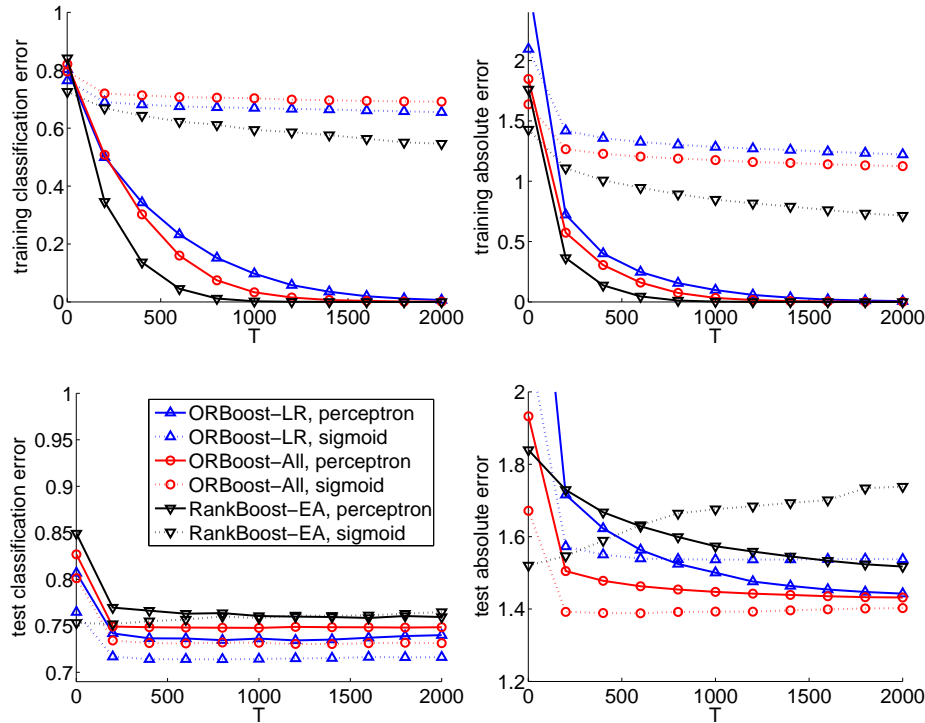 1
0.8
0.6
0.4
0.2
0
training classification error
0 500 1000 1500 2000
T
2
1.5
1
0.5
0
training absolute error
0 500 1000 1500 2000
T
1
0.95
0.9
0.85
0.8
0.75
0.7
test classification error
0 500 1000 1500 2000
T
ORBoost−LR, perceptron
ORBoost−LR, sigmoid
ORBoost−All, perceptron
ORBoost−All, sigmoid
RankBoost−EA, perceptron
RankBoost−EA, sigmoid
2
1.8
1.6
1.4
1.2
test absolute error
0 500 1000 1500 2000
T